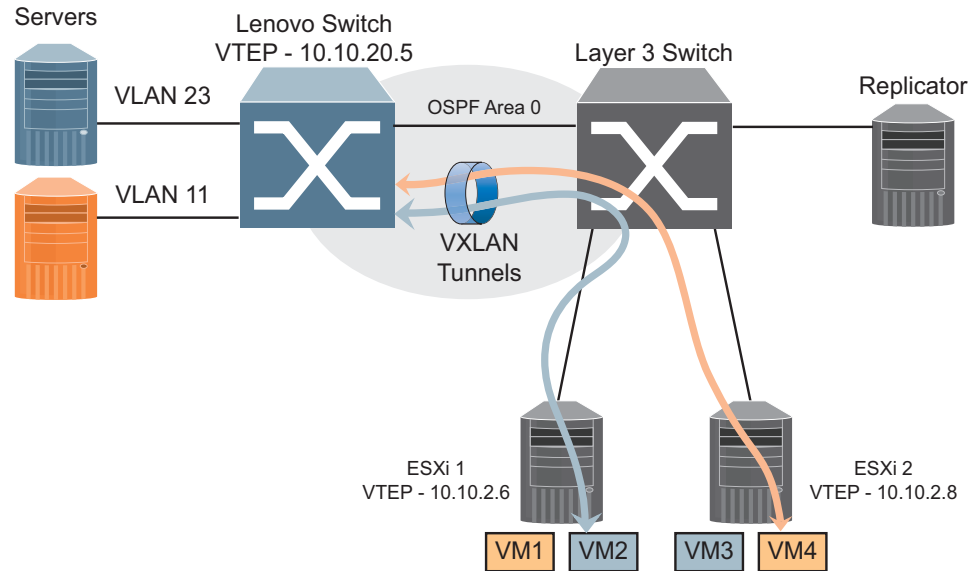 Servers
Lenovo Switch
VTEP - 10.10.20.5
Layer 3 Switch
Replicator
VLAN 23
OSPF Area 0
VLAN 11
VXLAN
Tunnels
ESXi 1
VTEP - 10.10.2.6
ESXi 2
VTEP - 10.10.2.8
VM1
VM2
VM3
VM4